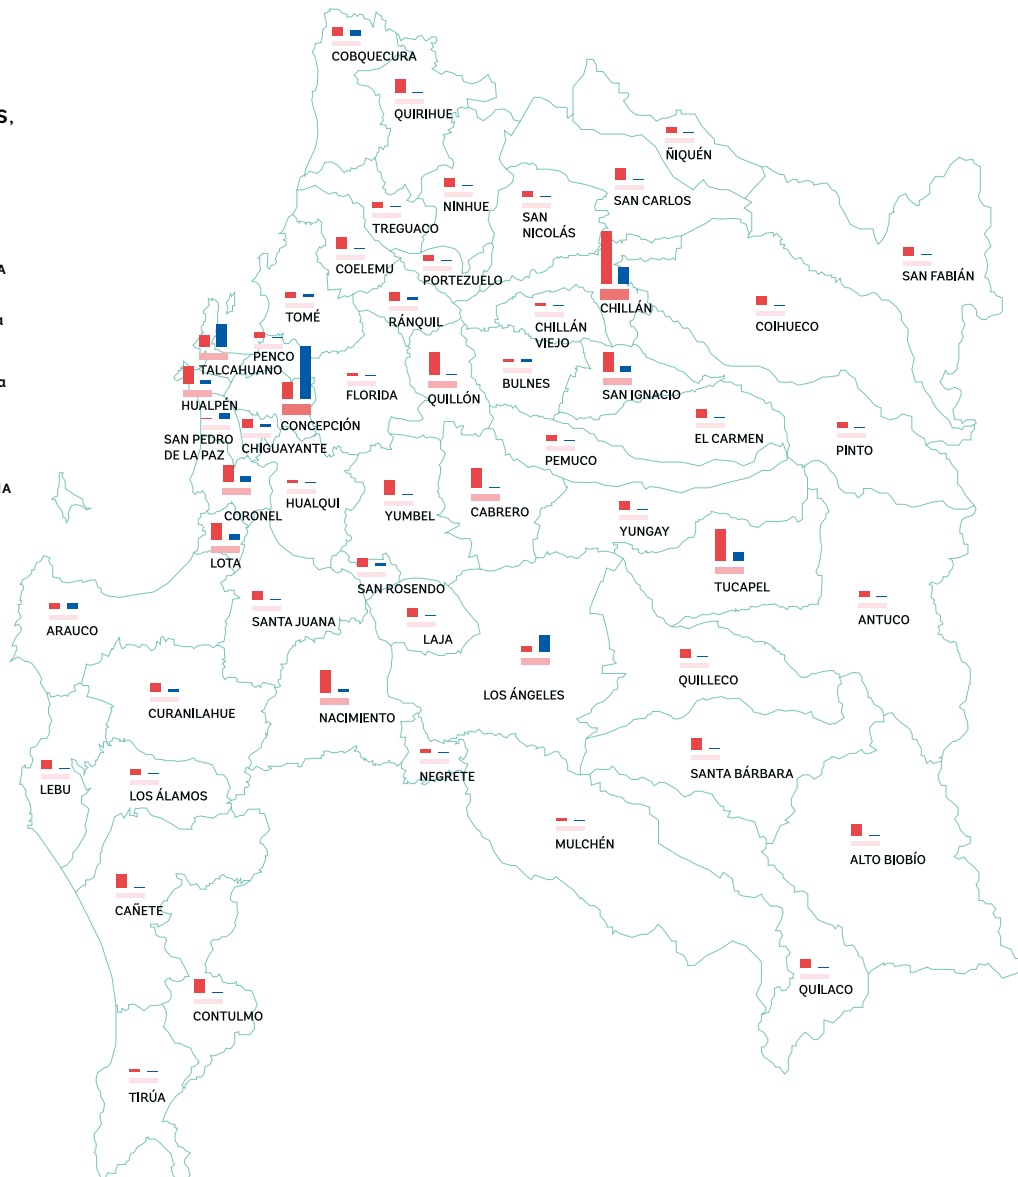 COBQUECURA
S,
QUIRIHUE
ÑIQUÉN
SAN CARLOS
NINHUE
SAN
NICOLÁS
TREGUACO
COELEMU
A
SAN FABIÁN
PORTEZUELO
CHILLÁN
TOMÉ
RÁNQUIL
a
CHILLÁN
VIEJO
COIHUECO
PENCO
TALCAHUANO
a
BULNES
FLORIDA
QUILLÓN
SAN IGNACIO
HUALPÉN
CONCEPCIÓN
SAN PEDRO
DE LA PAZ
CHIGUAYANTE
EL CARMEN
PINTO
PEMUCO
IA
HUALQUI
CORONEL
YUMBEL
CABRERO
YUNGAY
LOTA
SAN ROSENDO
TUCAPEL
ARAUCO
SANTA JUANA
LAJA
ANTUCO
QUILLECO
LOS ÁNGELES
CURANILAHUE
NACIMIENTO
NEGRETE
SANTA BÁRBARA
LEBU
LOS ÁLAMOS
MULCHÉN
ALTO BIOBÍO
CAÑETE
QUILACO
CONTULMO
TIRÚA